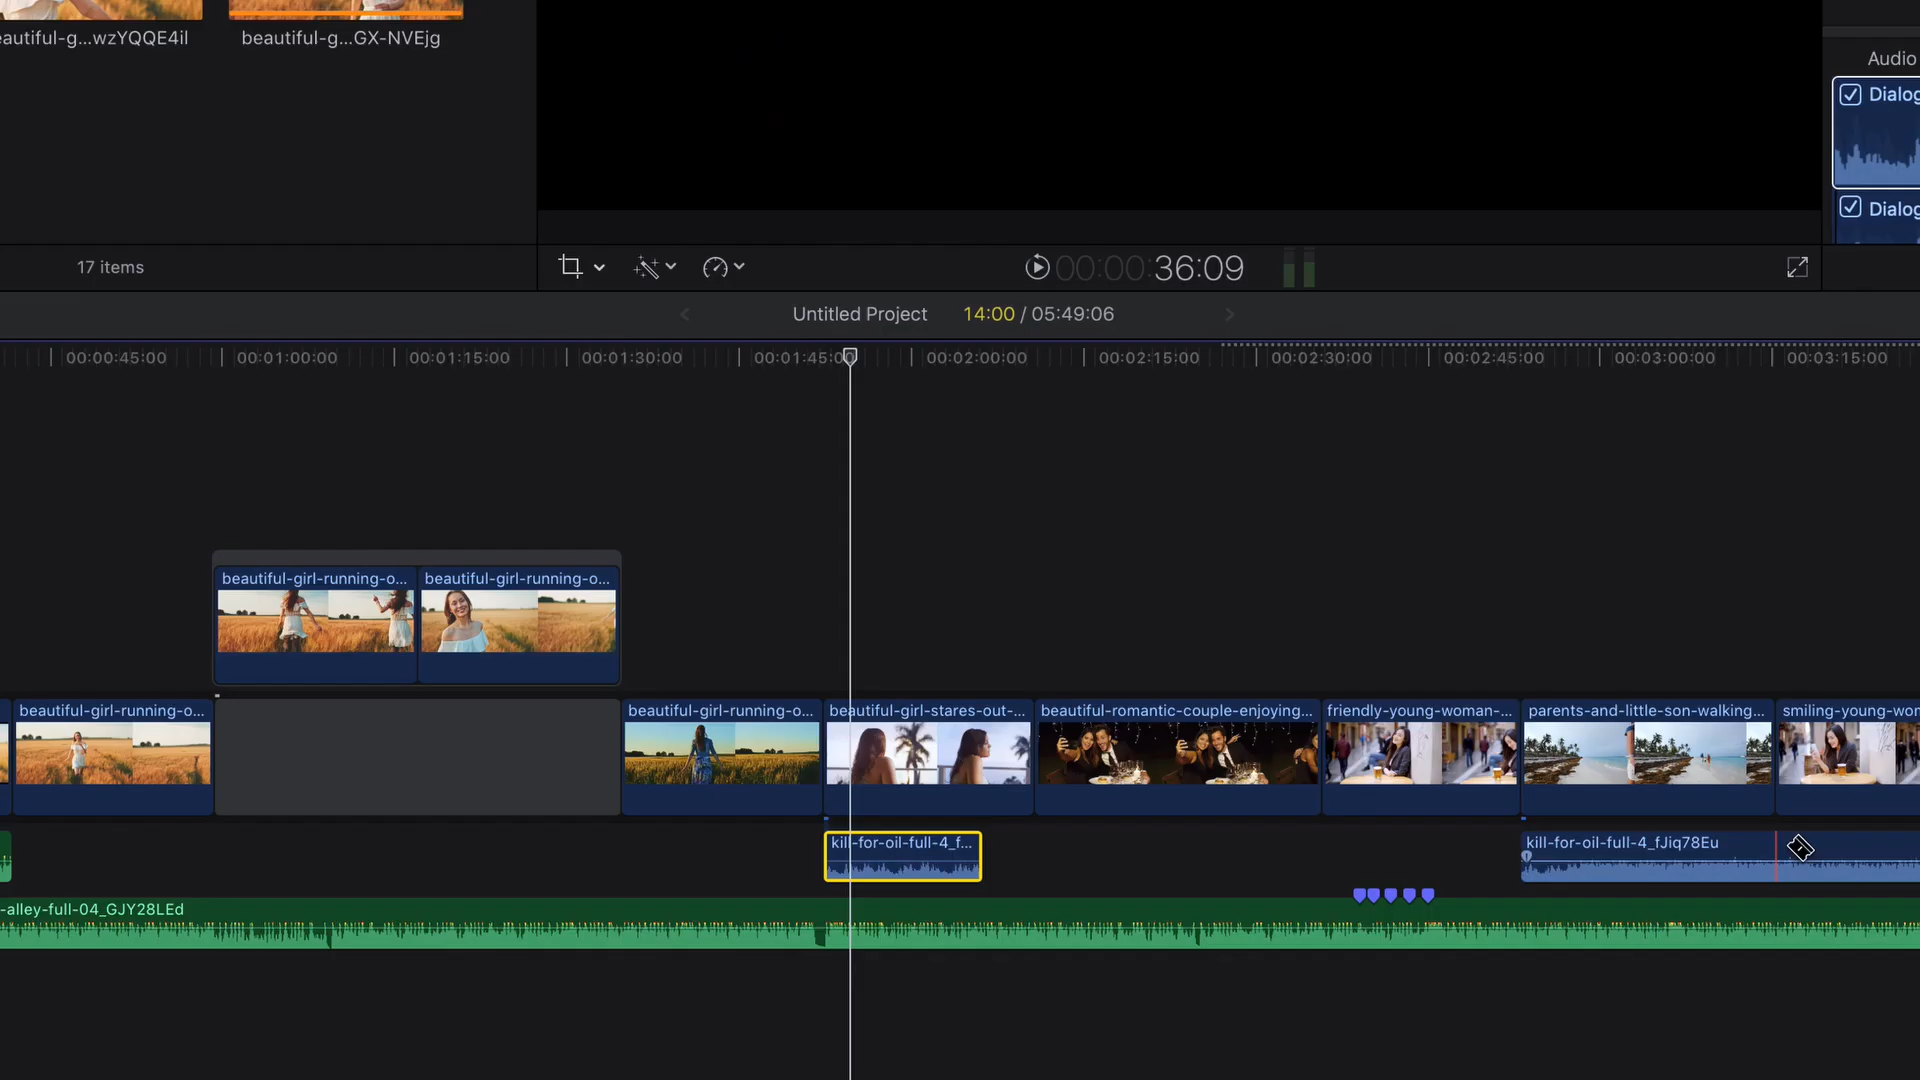 eautiful-g...wzYQQE4il
beautiful-g...GX-NVEjg
Audio
Dialog
Dialog
17 items
00:00:36:09
Untitled Project
14:00 / 05:49:06
00:00:45:00
00:01:00:00
00:01:15:00
00:01:30:00
00:01:45:00
00:02:00:00
00:02:15:00
00:02:30:00
00:02:45:00
00:03:00:00
00:03:15:00
beautiful-girl-running-o...
beautiful-girl-running-o...
beautiful-girl-running-o...
beautiful-girl-running-o...
beautiful-girl-stares-out-...
beautiful-romantic-couple-enjoying...
friendly-young-woman-...
parents-and-little-son-walking...
smiling-young-wor
kill-for-oil-full-4_f...
kill-for-oil-full-4_fJiq78Eu
-alley-full-04_GJY28LEd